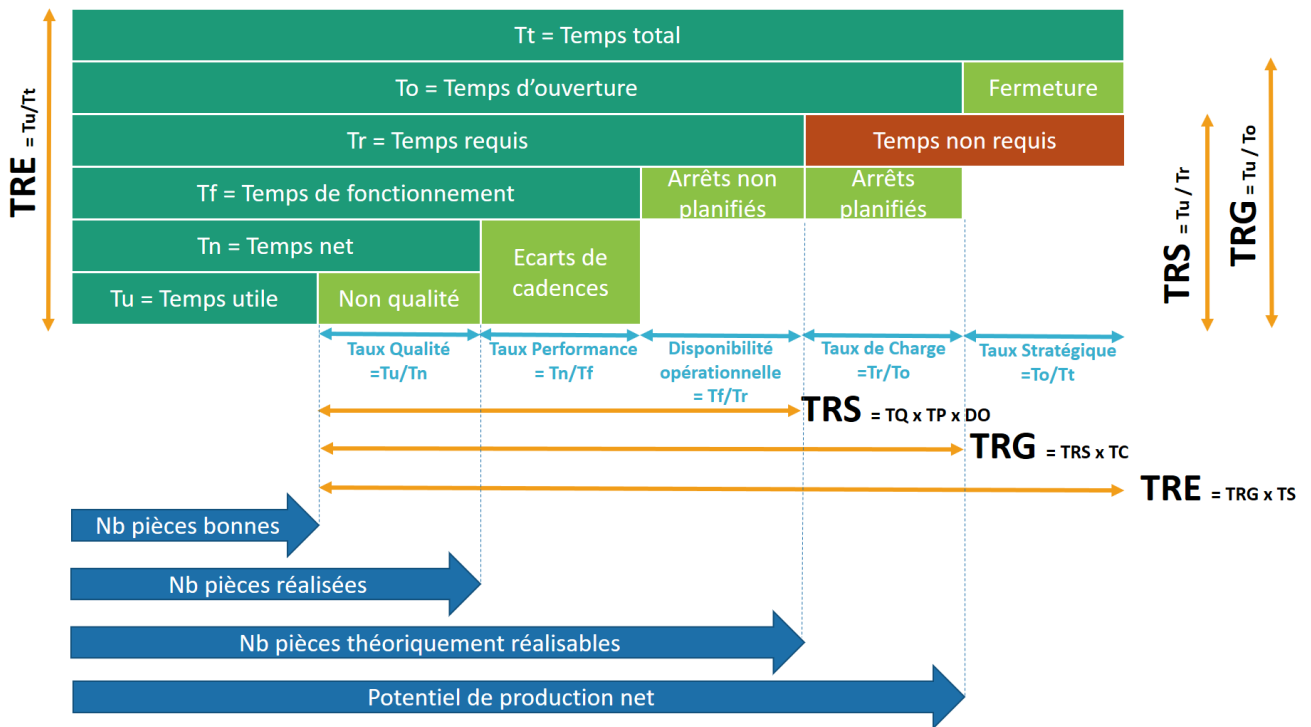 Tt = Temps total
To = Temps d'ouverture
Fermeture
Tr = Temps requis
Temps non requis
Tf = Temps de fonctionnement
Arrêts non
planifiés
Arrêts
planifiés
Tn = Temps net
Ecarts de
cadences
Tu = Temps utile
Non qualité
TRE = Tu/Tt
TRS = Tu / Tr
TRG = Tu / To
Taux Qualité
=Tu/Tn
Taux Performance
= Tn/Tf
Disponibilité
opérationnelle
= Tf/Tr
Taux de Charge
=Tr/To
Taux Stratégique
=To/Tt
TRS = TQ x TP x DO
TRG = TRS x TC
TRE = TRG x TS
Nb pièces bonnes
Nb pièces réalisées
Nb pièces théoriquement réalisables
Potentiel de production net